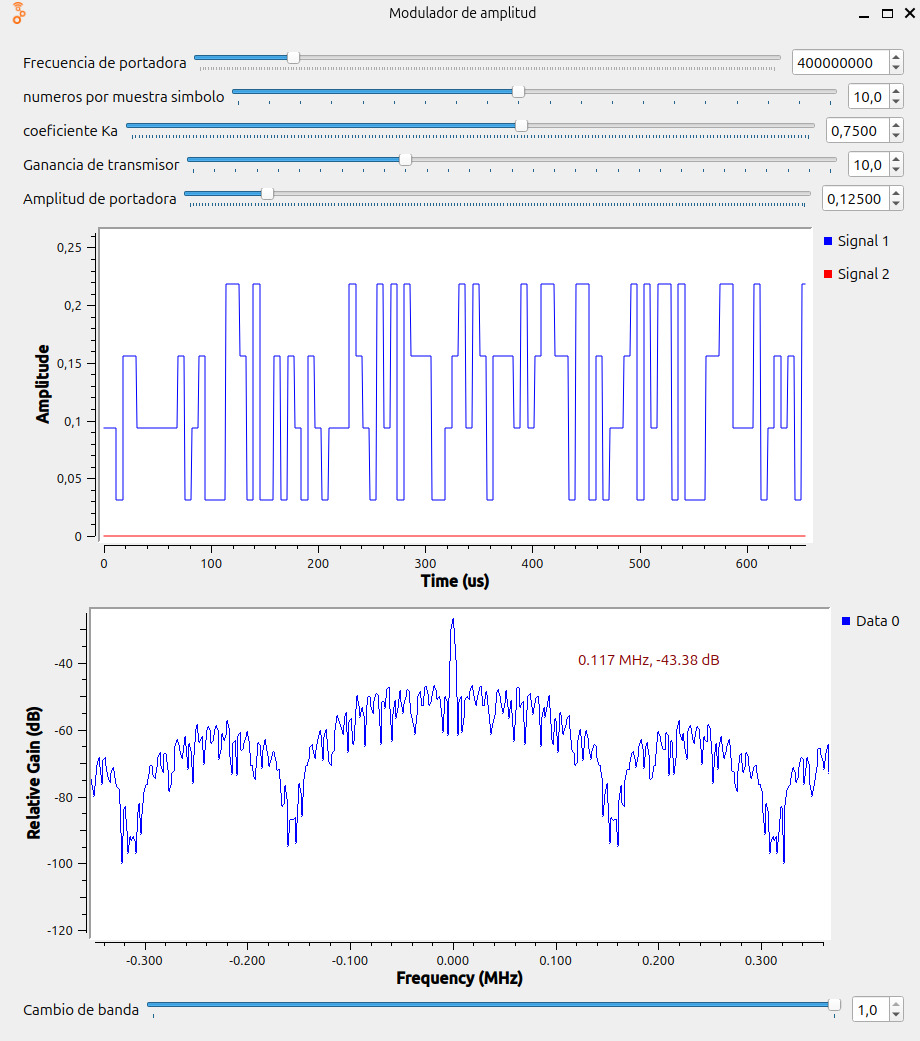 Modulador de amplitud
Frecuencia de portadora 400000000
numeros por muestra simbolo 10,0
coeficiente Ka 0,7500
Ganancia de transmisor 10,0
Amplitud de portadora 0,12500
0,25
0,2
0,15
0,1
0,05
0
Amplitude
0 100 200 300 400 500 600
Time (us)
Signal 1
Signal 2
-40
-60
-80
-100
-120
Relative Gain (dB)
0.117 MHz, -43.38 dB
Data 0
-0.300 -0.200 -0.100 0.000 0.100 0.200 0.300
Frequency (MHz)
Cambio de banda 1,0